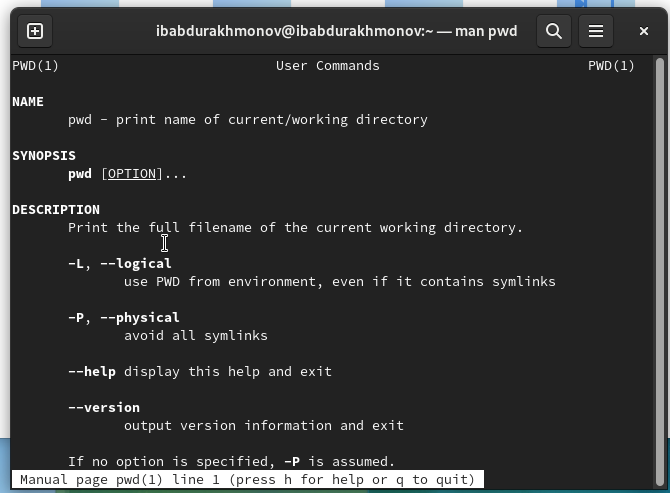 ibabdurakhmonov@ibabdurakhmonov:~ — man pwd
PWD(1) User Commands PWD(1)
NAME
pwd - print name of current/working directory
SYNOPSIS
pwd [OPTION]...
DESCRIPTION
Print the full filename of the current working directory.
-L, --logical
use PWD from environment, even if it contains symlinks
-P, --physical
avoid all symlinks
--help display this help and exit
--version
output version information and exit
If no option is specified, -P is assumed.
Manual page pwd(1) line 1 (press h for help or q to quit)